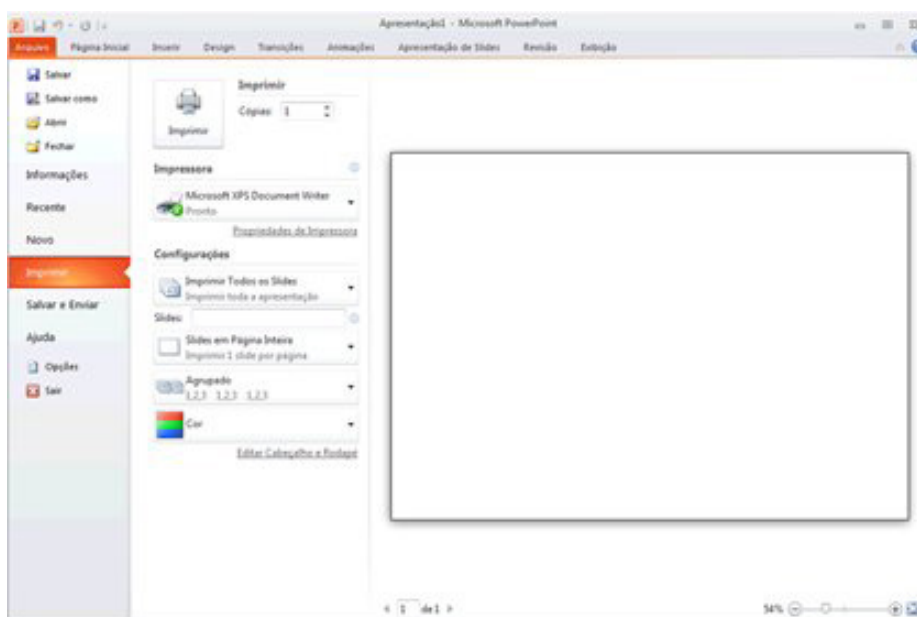 Apresentação1 - Microsoft PowerPoint
Arquivo Página Inicial Inserir Design Transições Animações Apresentação de Slides Revisão Exibição
Salvar
Salvar como
Abrir
Fechar
Informações
Recente
Novo
Imprimir
Salvar e Enviar
Ajuda
Opções
Sair
Imprimir
Imprimir
Cópias: 1
Impressora
Microsoft XPS Document Writer
Pronto
Propriedades de Impressora
Configurações
Imprimir Todos os Slides
Imprimir toda a apresentação
Slides:
Slides em Página Inteira
Imprimir 1 slide por página
Agrupado
1,2,3 1,2,3 1,2,3
Cor
Editar Cabeçalho e Rodapé
1 de 1
54%